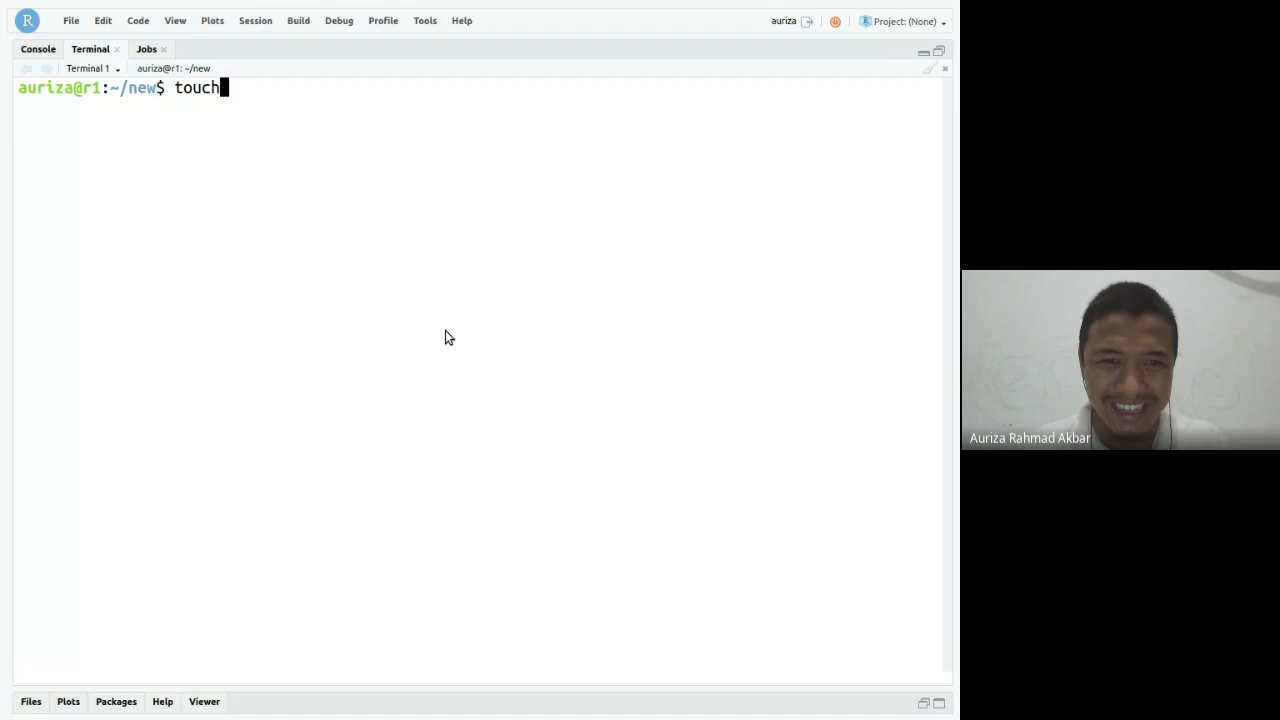 R File Edit Code View Plots Session Build Debug Profile Tools Help auriza R Project: (None)
Console Terminal Jobs
Terminal 1 auriza@r1: ~/new
auriza@r1:~/new$ touch
Auriza Rahmad Akbar
Files Plots Packages Help Viewer